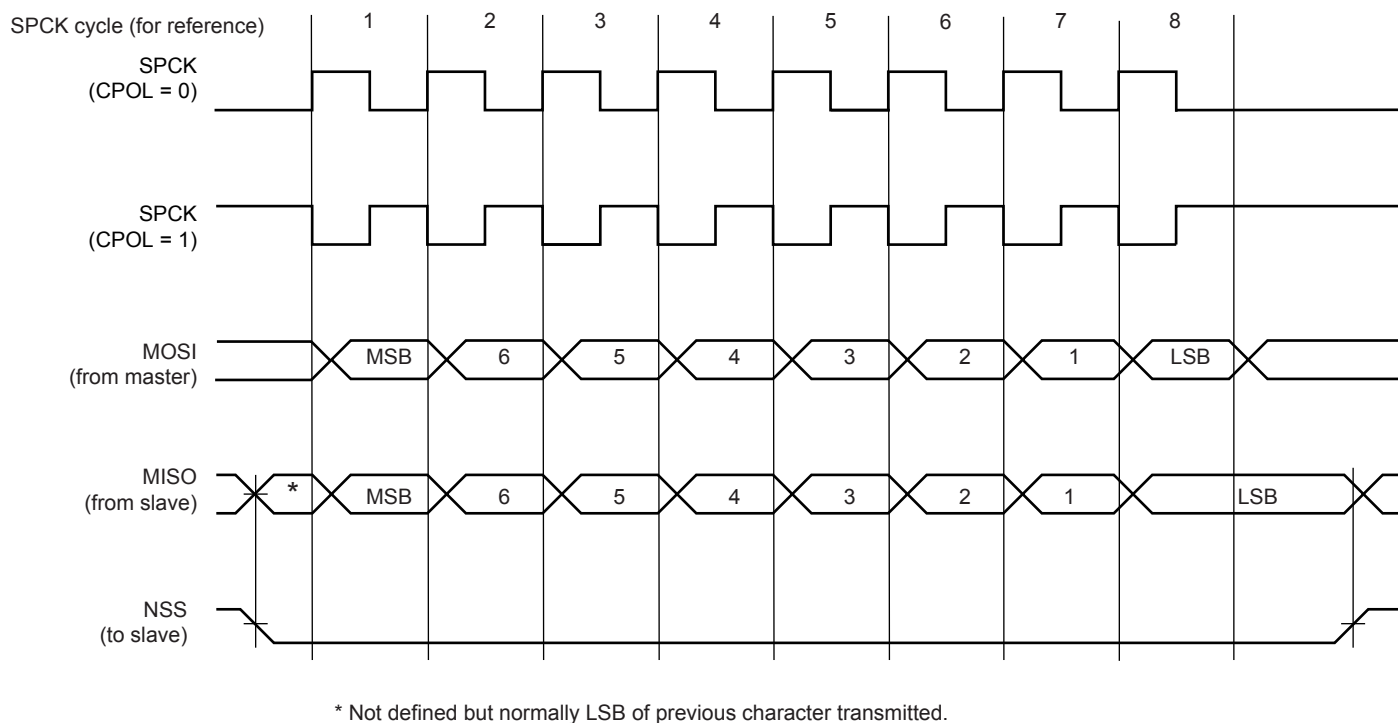 SPCK cycle (for reference) 1 2 3 4 5 6 7 8
SPCK
(CPOL = 0)
SPCK
(CPOL = 1)
MOSI
(from master)
MSB 6 5 4 3 2 1 LSB
MISO
(from slave)
* MSB 6 5 4 3 2 1 LSB
NSS
(to slave)
* Not defined but normally LSB of previous character transmitted.